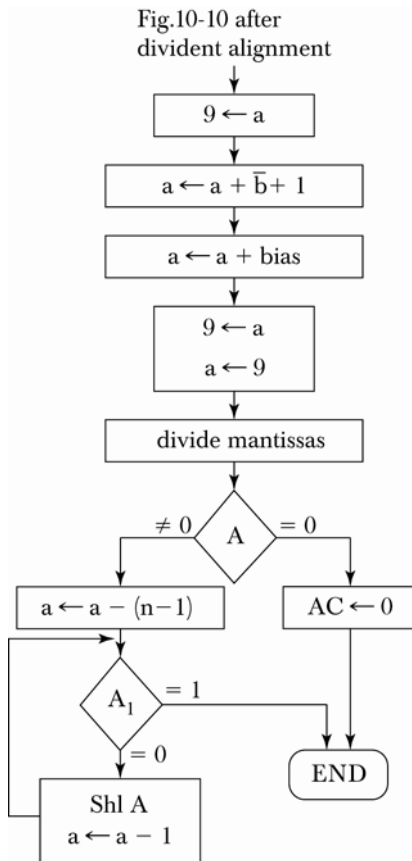 Fig.10-10 after
divident alignment
9 ← a
a ← a + b̅ + 1
a ← a + bias
9 ← a
a ← 9
divide mantissas
≠ 0
A
= 0
a ← a − (n−1)
AC ← 0
A₁
= 1
= 0
END
Shl A
a ← a − 1